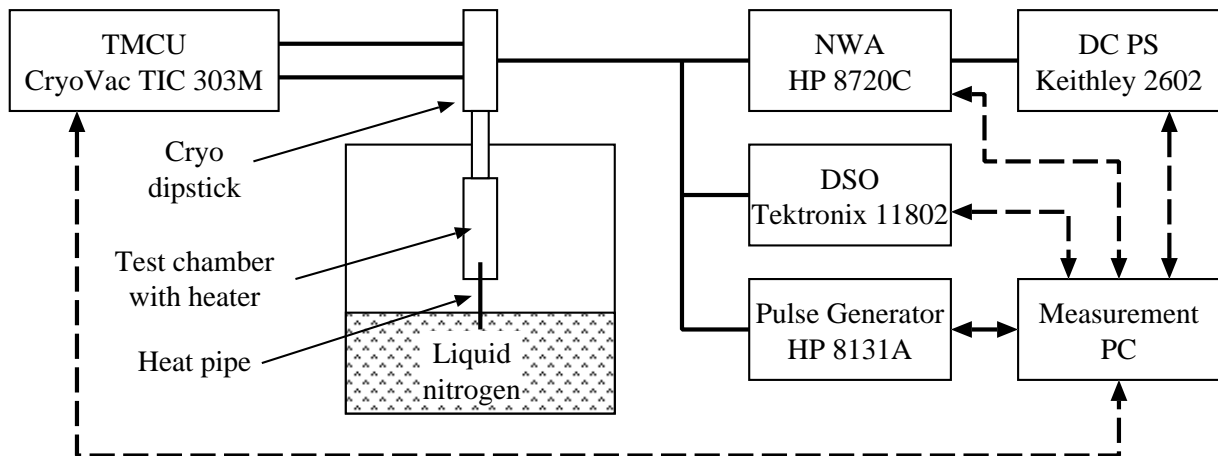 TMCU
CryoVac TIC 303M
NWA
HP 8720C
DC PS
Keithley 2602
Cryo
dipstick
DSO
Tektronix 11802
Test chamber
with heater
Pulse Generator
HP 8131A
Measurement
PC
Heat pipe
Liquid
nitrogen